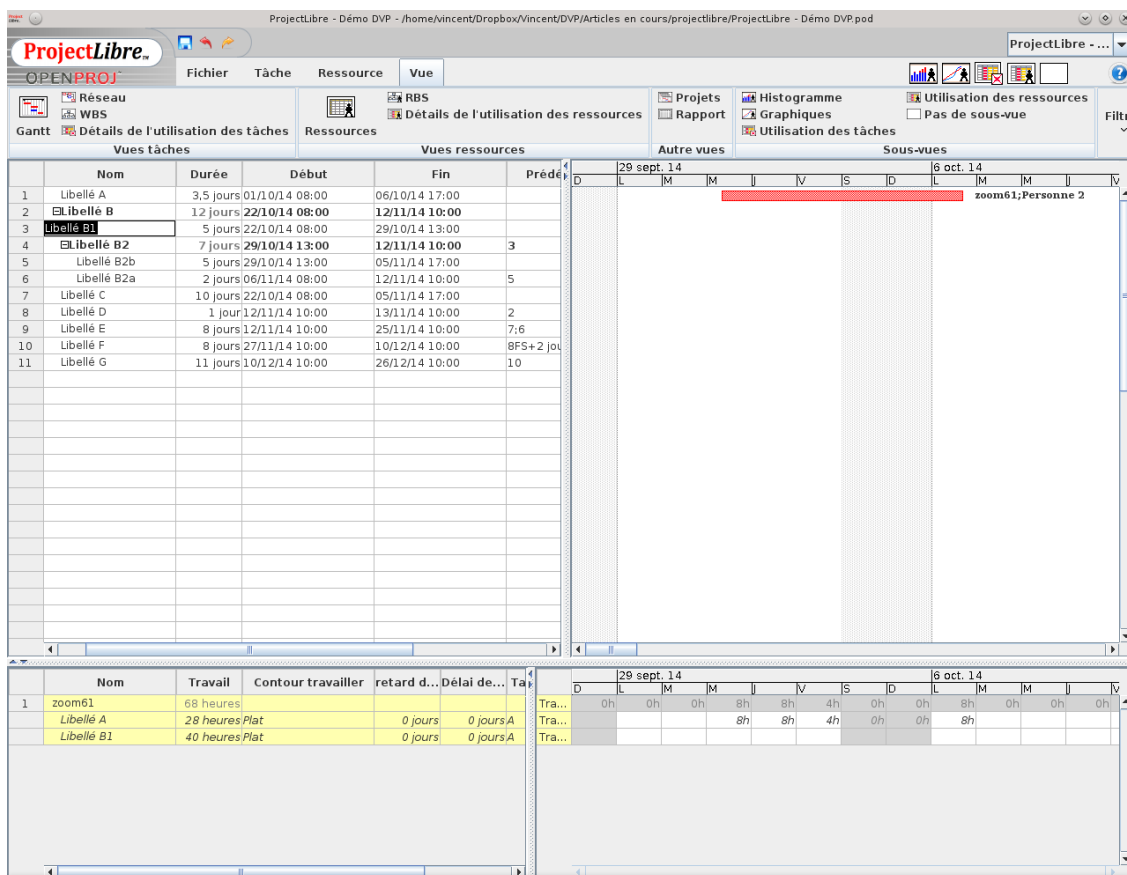 ProjectLibre - Démo DVP - /home/vincent/Dropbox/Vincent/DVP/Articles en cours/projectlibre/ProjectLibre - Démo DVP.pod
ProjectLibre™
OPENPROJ
ProjectLibre - ...
Fichier Tâche Ressource Vue
Réseau
WBS
Gantt Détails de l'utilisation des tâches
Vues tâches
Ressources
RBS
Détails de l'utilisation des ressources
Vues ressources
Projets
Rapport
Autre vues
Histogramme
Graphiques
Utilisation des tâches
Utilisation des ressources
Pas de sous-vue
Sous-vues
Filtr
Nom Durée Début Fin Prédé
1 Libellé A 3,5 jours 01/10/14 08:00 06/10/14 17:00
2 Libellé B 12 jours 22/10/14 08:00 12/11/14 10:00
3 Libellé B1 5 jours 22/10/14 08:00 29/10/14 13:00
4 Libellé B2 7 jours 29/10/14 13:00 12/11/14 10:00 3
5 Libellé B2b 5 jours 29/10/14 13:00 05/11/14 17:00
6 Libellé B2a 2 jours 06/11/14 08:00 12/11/14 10:00 5
7 Libellé C 10 jours 22/10/14 08:00 05/11/14 17:00
8 Libellé D 1 jour 12/11/14 10:00 13/11/14 10:00 2
9 Libellé E 8 jours 12/11/14 10:00 25/11/14 10:00 7;6
10 Libellé F 8 jours 27/11/14 10:00 10/12/14 10:00 8FS+2 jou
11 Libellé G 11 jours 10/12/14 10:00 26/12/14 10:00 10
29 sept. 14 6 oct. 14
D L M M J V S D L M M J V
zoom61;Personne 2
Nom Travail Contour travailler retard d... Délai de... Ta
1 zoom61 68 heures
Libellé A 28 heures Plat 0 jours 0 jours A
Libellé B1 40 heures Plat 0 jours 0 jours A
29 sept. 14 6 oct. 14
D L M M J V S D L M M J V
Tra... 0h 0h 0h 8h 8h 4h 0h 0h 8h 0h 0h 0h
Tra... 8h 8h 4h 0h 0h 8h
Tra...